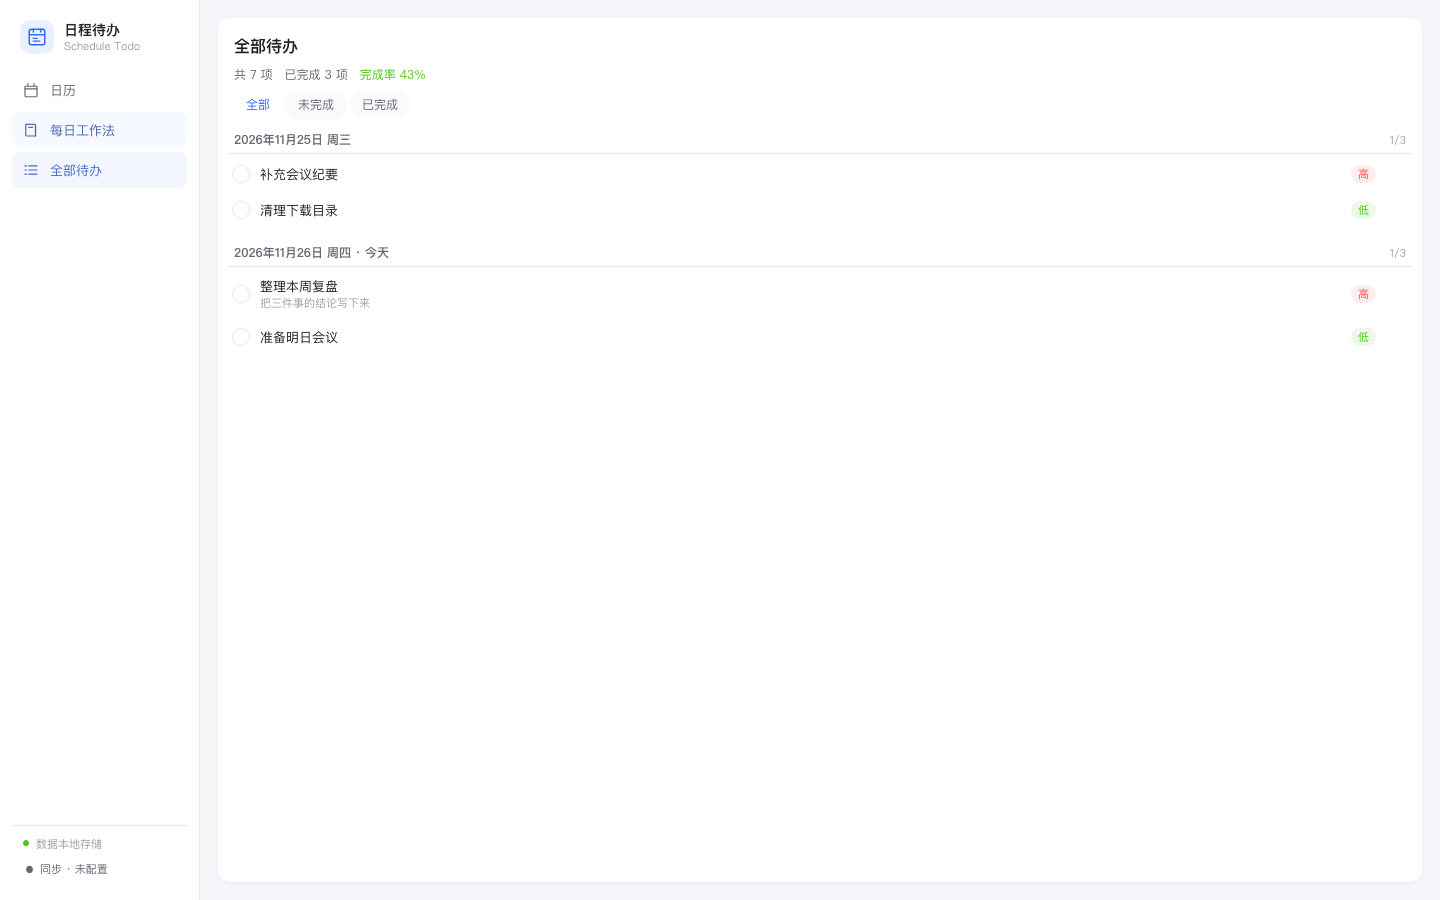 日程待办
Schedule Todo
日历
每日工作法
全部待办
数据本地存储
同步 · 未配置
全部待办
共 7 项 已完成 3 项 完成率 43%
全部 未完成 已完成
2026年11月25日 周三 1/3
补充会议纪要 高
清理下载目录 低
2026年11月26日 周四 · 今天 1/3
整理本周复盘 高
把三件事的结论写下来
准备明日会议 低